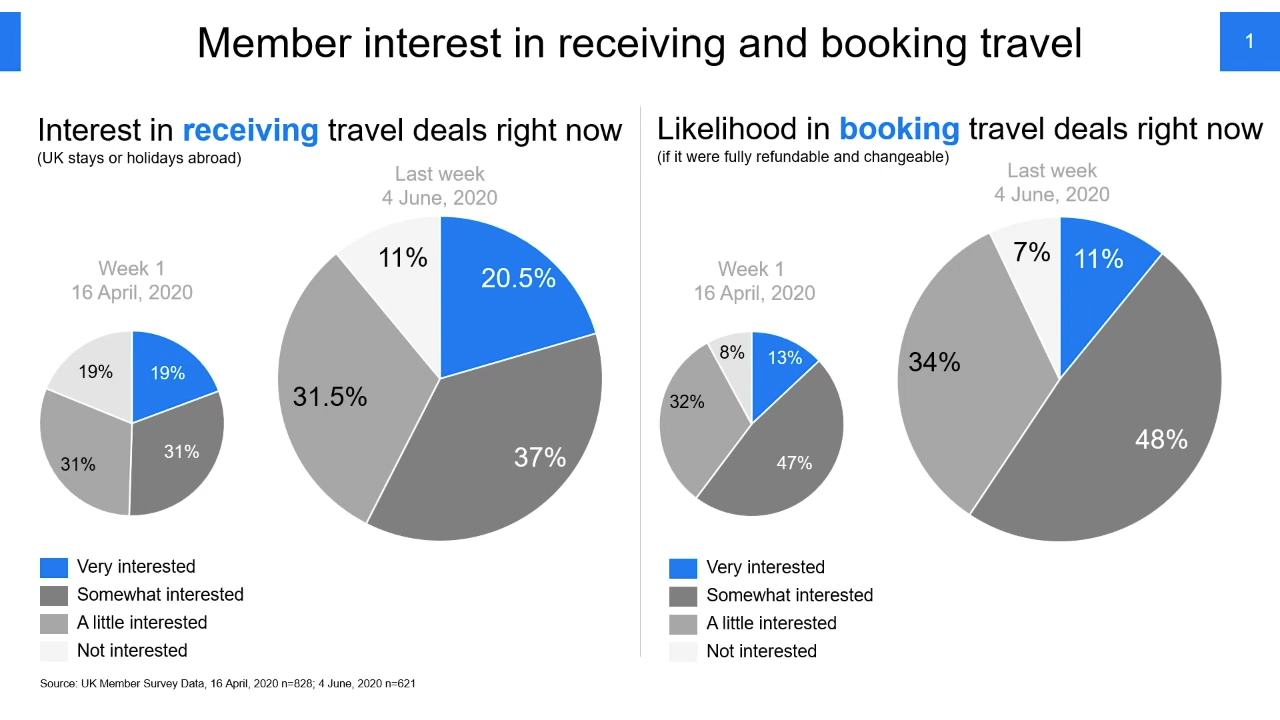 Member interest in receiving and booking travel
1
Interest in receiving travel deals right now
(UK stays or holidays abroad)
Last week
4 June, 2020
Week 1
16 April, 2020
11%
20.5%
31.5%
37%
19%
19%
31%
31%
Very interested
Somewhat interested
A little interested
Not interested
Source: UK Member Survey Data, 16 April, 2020 n=828; 4 June, 2020 n=621
Likelihood in booking travel deals right now
(if it were fully refundable and changeable)
Last week
4 June, 2020
Week 1
16 April, 2020
7%
11%
34%
48%
8%
13%
32%
47%
Very interested
Somewhat interested
A little interested
Not interested